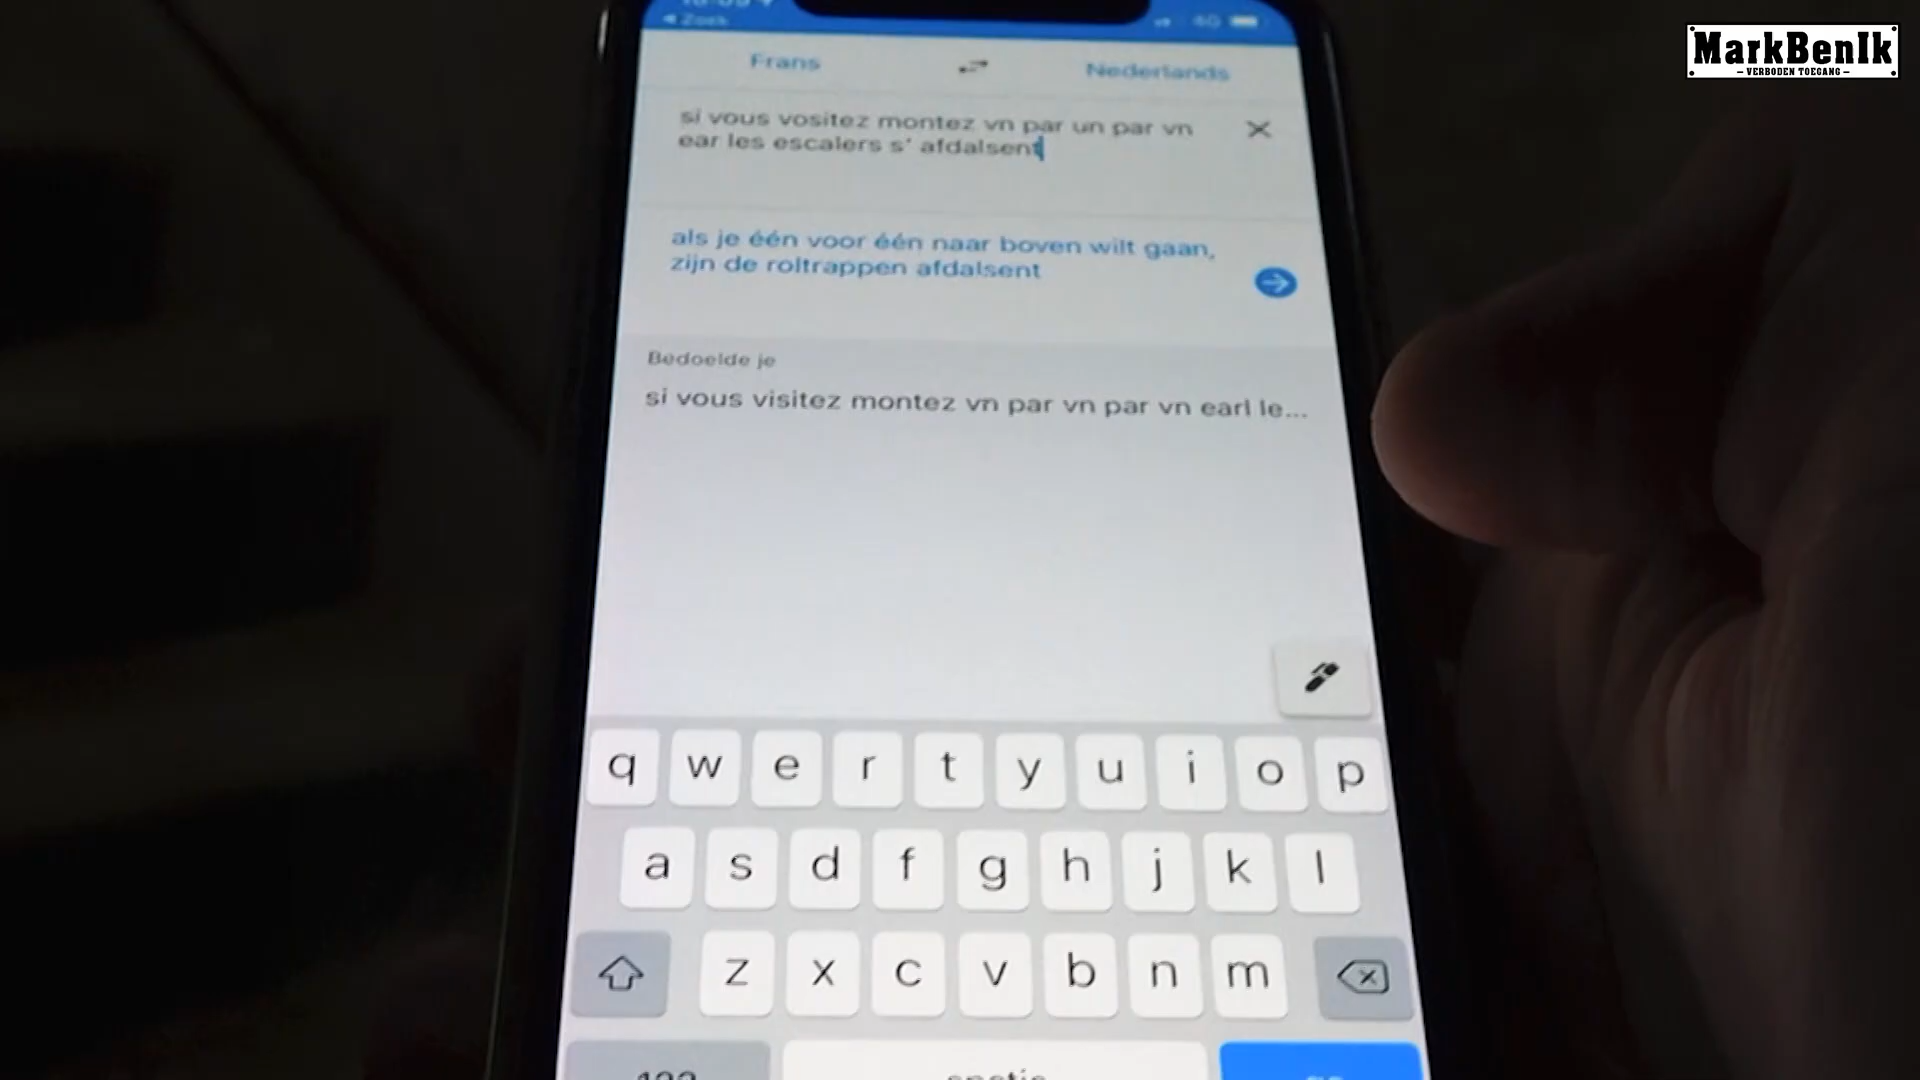 MarkBenIk
– VERBODEN TOEGANG –
Zoek
4G
Frans
Nederlands
si vous vositez montez vn par un par vn
ear les escalers s' afdalsent
als je één voor één naar boven wilt gaan,
zijn de roltrappen afdalsent
Bedoelde je
si vous visitez montez vn par vn par vn earl le...
q w e r t y u i o p
a s d f g h j k l
z x c v b n m